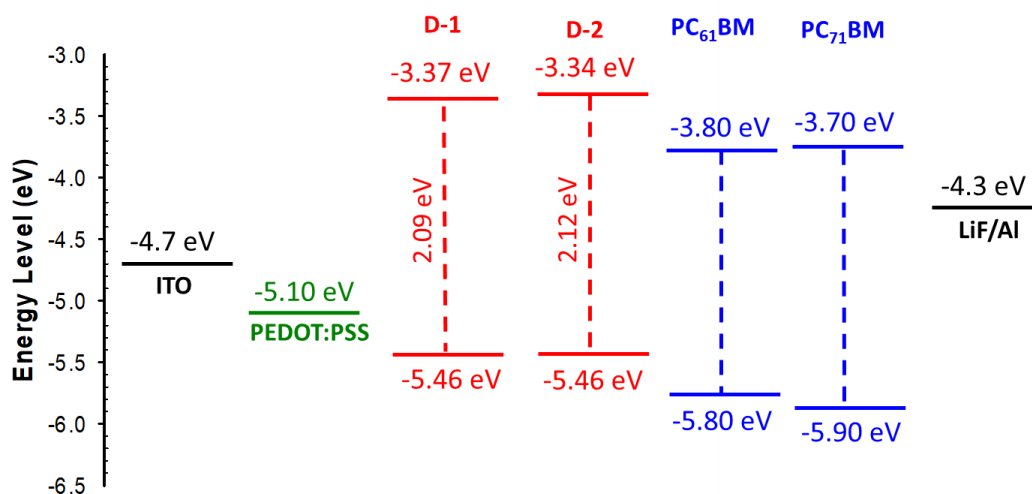 D-1
D-2
PC₆₁BM
PC₇₁BM
-3.0
-3.5
-4.0
-4.5
-5.0
-5.5
-6.0
-6.5
Energy Level (eV)
-4.7 eV
ITO
-5.10 eV
PEDOT:PSS
-3.37 eV
2.09 eV
-5.46 eV
-3.34 eV
2.12 eV
-5.46 eV
-3.80 eV
-5.80 eV
-3.70 eV
-5.90 eV
-4.3 eV
LiF/Al